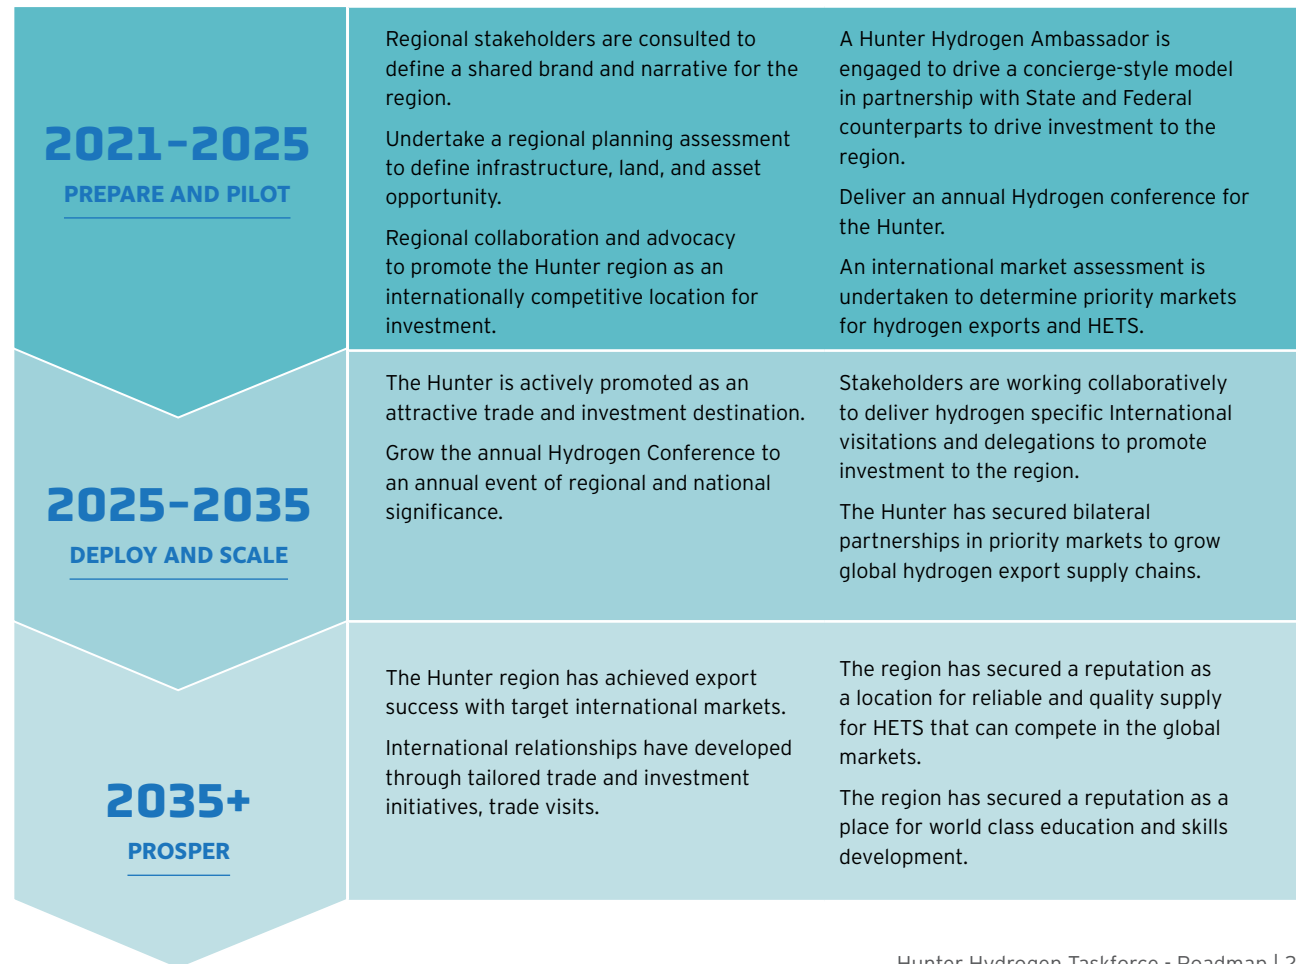 2021–2025
PREPARE AND PILOT
Regional stakeholders are consulted to
define a shared brand and narrative for the
region.
Undertake a regional planning assessment
to define infrastructure, land, and asset
opportunity.
Regional collaboration and advocacy
to promote the Hunter region as an
internationally competitive location for
investment.
A Hunter Hydrogen Ambassador is
engaged to drive a concierge-style model
in partnership with State and Federal
counterparts to drive investment to the
region.
Deliver an annual Hydrogen conference for
the Hunter.
An international market assessment is
undertaken to determine priority markets
for hydrogen exports and HETS.
2025–2035
DEPLOY AND SCALE
The Hunter is actively promoted as an
attractive trade and investment destination.
Grow the annual Hydrogen Conference to
an annual event of regional and national
significance.
Stakeholders are working collaboratively
to deliver hydrogen specific International
visitations and delegations to promote
investment to the region.
The Hunter has secured bilateral
partnerships in priority markets to grow
global hydrogen export supply chains.
2035+
PROSPER
The Hunter region has achieved export
success with target international markets.
International relationships have developed
through tailored trade and investment
initiatives, trade visits.
The region has secured a reputation as
a location for reliable and quality supply
for HETS that can compete in the global
markets.
The region has secured a reputation as a
place for world class education and skills
development.
Hunter Hydrogen Taskforce - Roadmap | 2